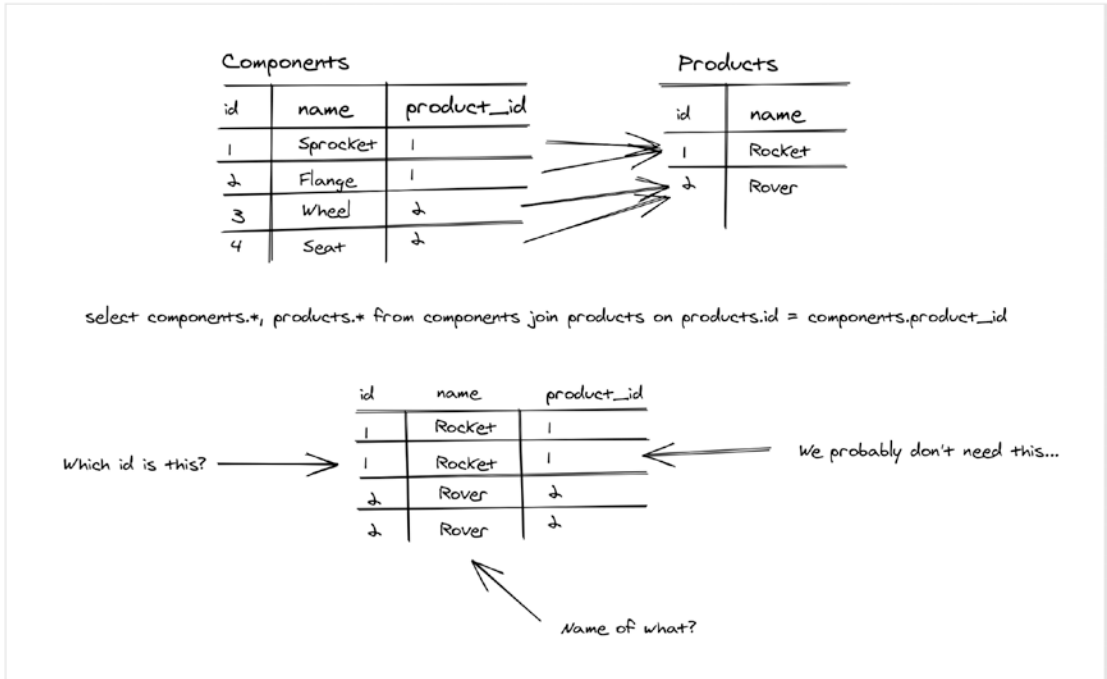 Components
id name product_id
1 Sprocket 1
2 Flange 1
3 Wheel 2
4 Seat 2
Products
id name
1 Rocket
2 Rover
select components.*, products.* from components join products on products.id = components.product_id
id name product_id
1 Rocket 1
1 Rocket 1
2 Rover 2
2 Rover 2
Which id is this?
We probably don't need this...
Name of what?